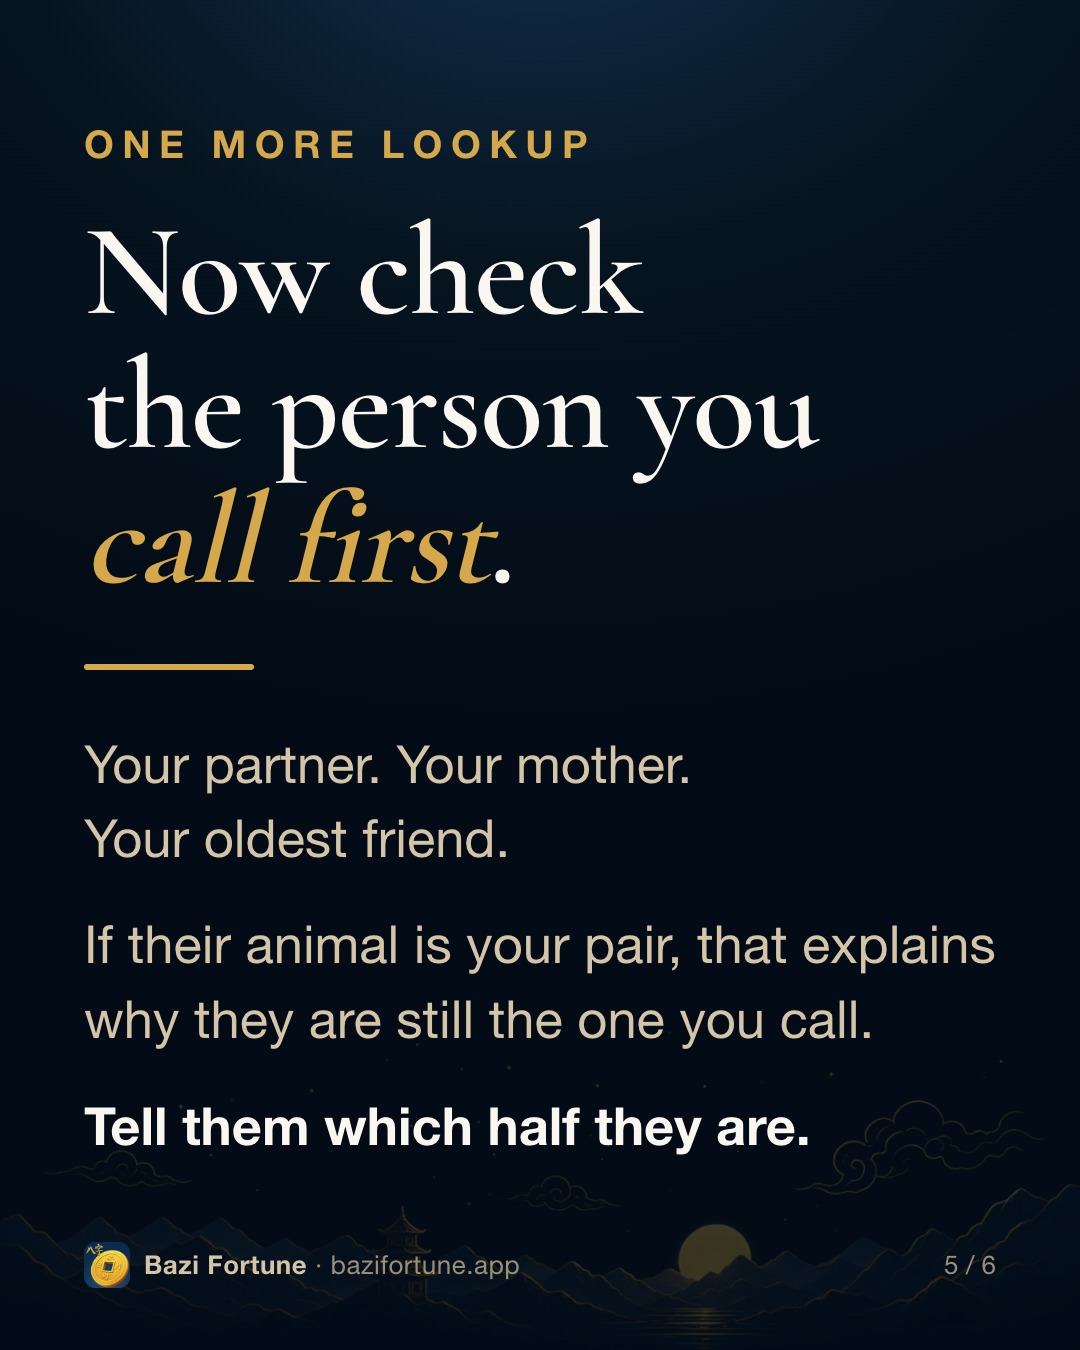 ONE MORE LOOKUP
Now check
the person you
call first.
Your partner. Your mother.
Your oldest friend.
If their animal is your pair, that explains
why they are still the one you call.
Tell them which half they are.
八字
Bazi Fortune · bazifortune.app
5 / 6